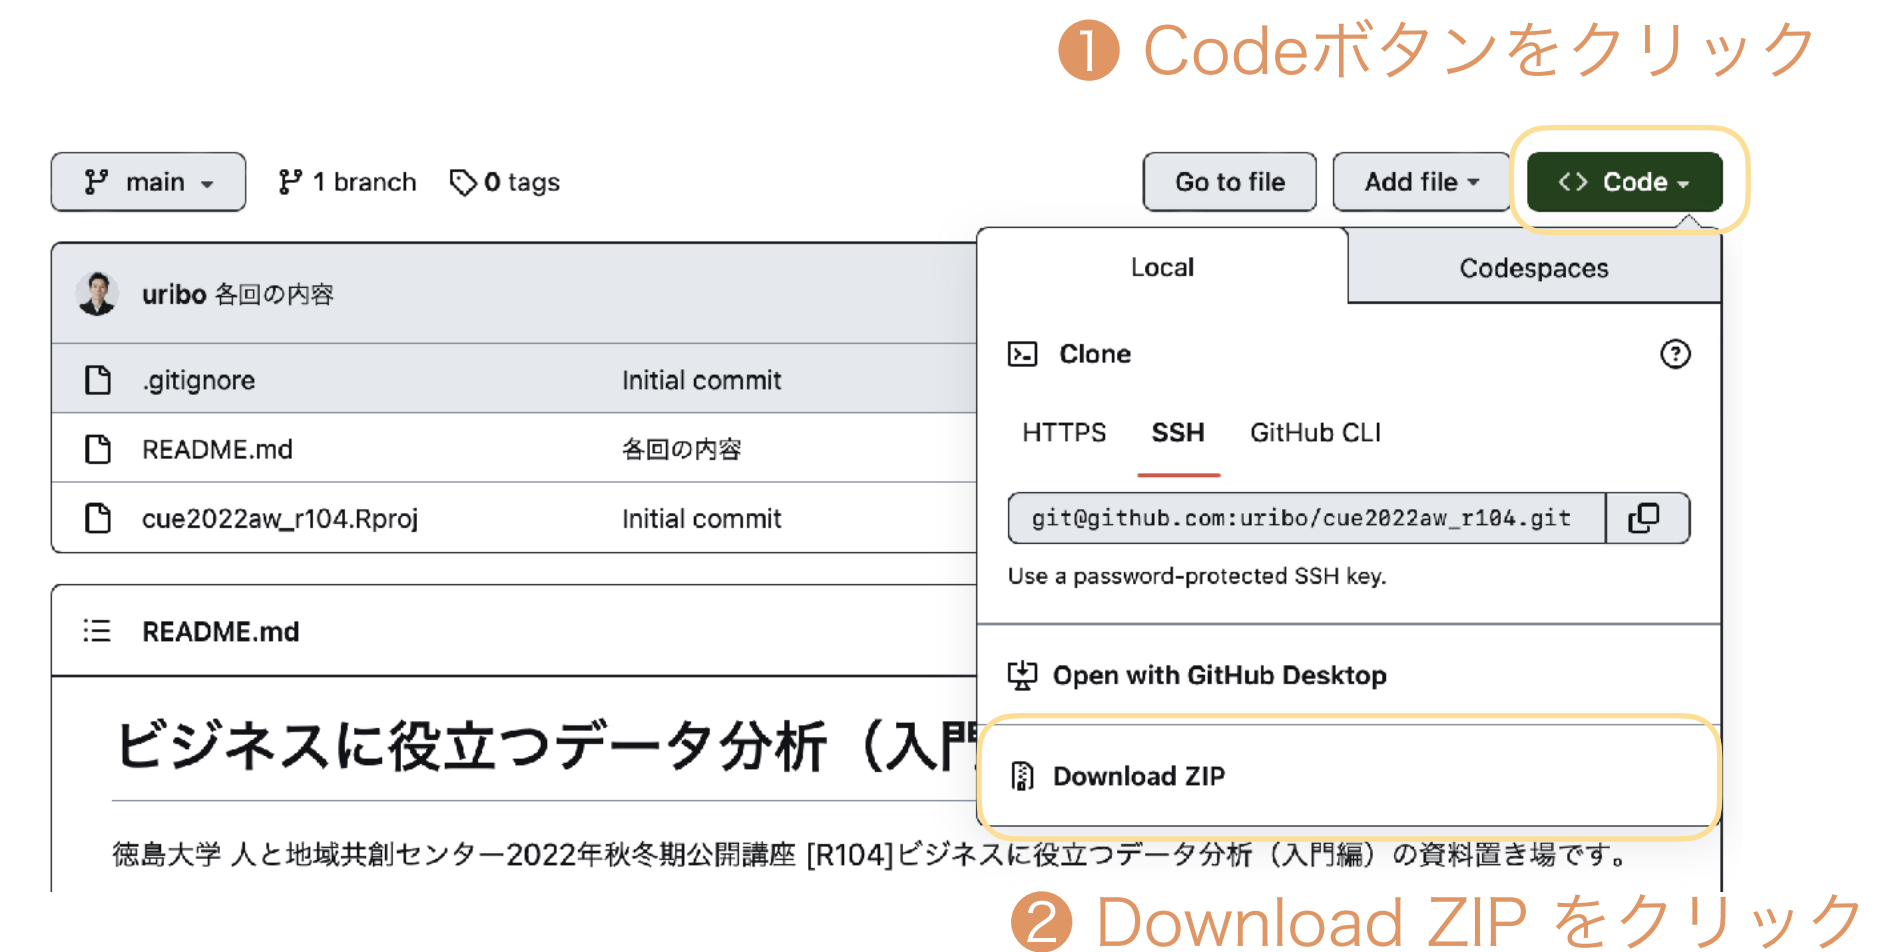 ❶ Codeボタンをクリック
main
1 branch
0 tags
Go to file
Add file
<> Code
Local
Codespaces
uribo 各回の内容
Clone
.gitignore
Initial commit
HTTPS
SSH
GitHub CLI
README.md
各回の内容
cue2022aw_r104.Rproj
Initial commit
git@github.com:uribo/cue2022aw_r104.git
Use a password-protected SSH key.
README.md
Open with GitHub Desktop
ビジネスに役立つデータ分析（入門
Download ZIP
徳島大学 人と地域共創センター2022年秋冬期公開講座 [R104]ビジネスに役立つデータ分析（入門編）の資料置き場です。
❷ Download ZIP をクリック